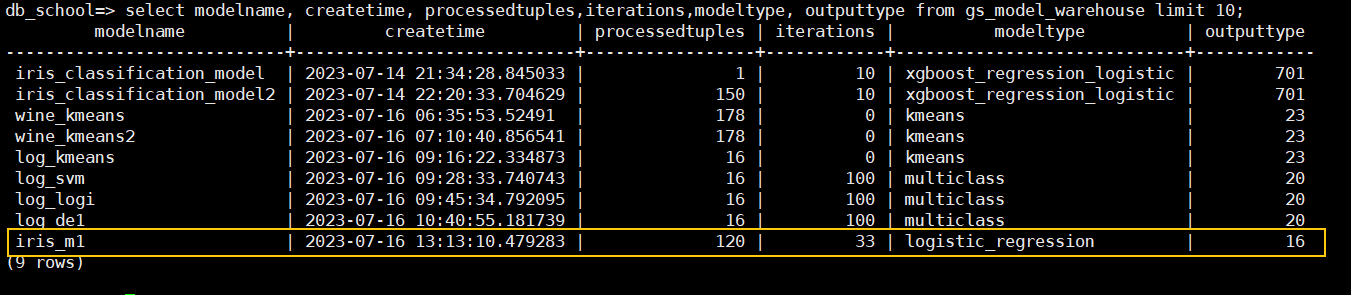 db_school=> select modelname, createtime, processedtuples,iterations,modeltype, outputtype from gs_model_warehouse limit 10;
         modelname          |         createtime         | processedtuples | iterations |          modeltype          | outputtype
----------------------------+----------------------------+-----------------+------------+-----------------------------+------------
 iris_classification_model  | 2023-07-14 21:34:28.845033 |               1 |         10 | xgboost_regression_logistic |        701
 iris_classification_model2 | 2023-07-14 22:20:33.704629 |             150 |         10 | xgboost_regression_logistic |        701
 wine_kmeans                | 2023-07-16 06:35:53.52491  |             178 |          0 | kmeans                      |         23
 wine_kmeans2               | 2023-07-16 07:10:40.856541 |             178 |          0 | kmeans                      |         23
 log_kmeans                 | 2023-07-16 09:16:22.334873 |              16 |          0 | kmeans                      |         23
 log_svm                    | 2023-07-16 09:28:33.740743 |              16 |        100 | multiclass                  |         20
 log_logi                   | 2023-07-16 09:45:34.792095 |              16 |        100 | multiclass                  |         20
 log_de1                    | 2023-07-16 10:40:55.181739 |              16 |        100 | multiclass                  |         20
 iris_m1                    | 2023-07-16 13:13:10.479283 |             120 |         33 | logistic_regression         |         16
(9 rows)